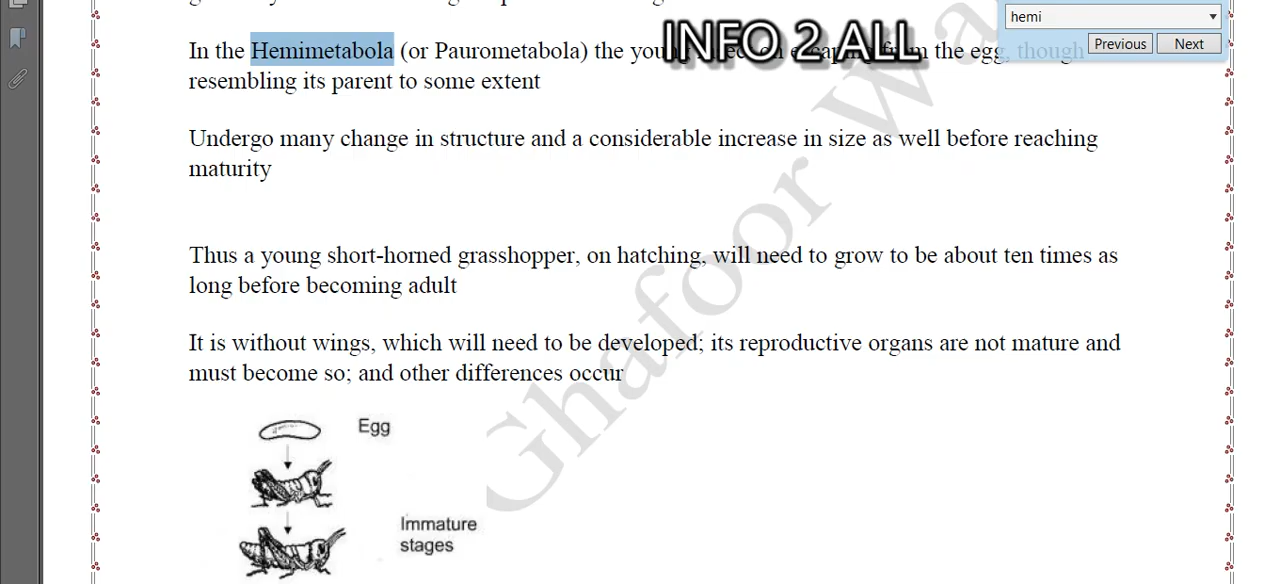 hemi
Previous Next
INFO 2 ALL
In the Hemimetabola (or Paurometabola) the young from the egg, though
resembling its parent to some extent
Undergo many change in structure and a considerable increase in size as well before reaching
maturity
Thus a young short-horned grasshopper, on hatching, will need to grow to be about ten times as
long before becoming adult
It is without wings, which will need to be developed; its reproductive organs are not mature and
must become so; and other differences occur
Egg
Immature
stages
Ghafoor